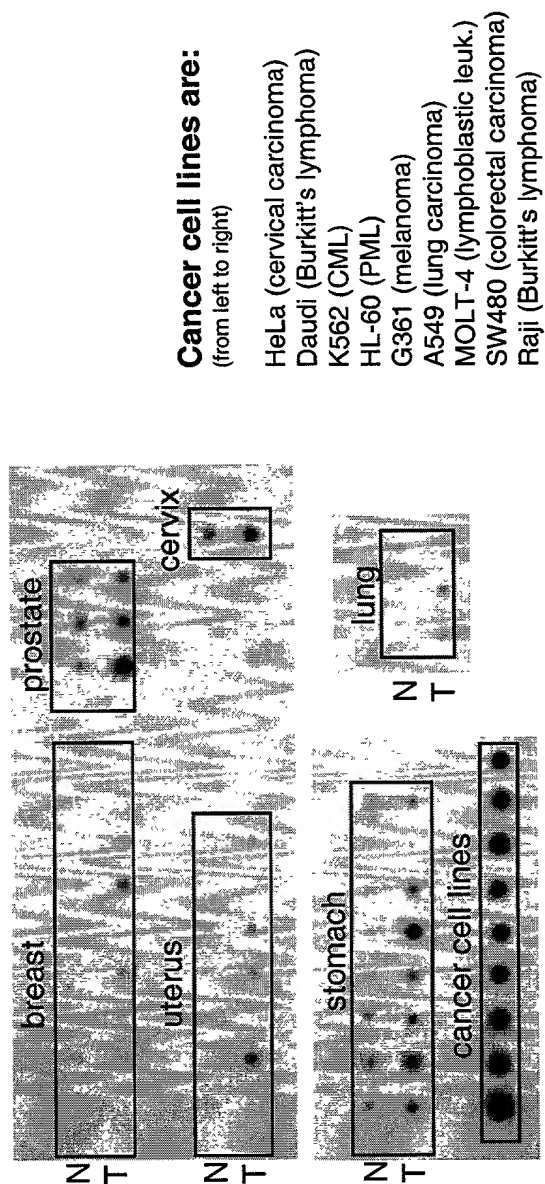 breast
prostate
N
T
uterus
cervix
N
T
stomach
lung
N
T
N
T
cancer cell lines
Cancer cell lines are:
(from left to right)
HeLa (cervical carcinoma)
Daudi (Burkitt's lymphoma)
K562 (CML)
HL-60 (PML)
G361 (melanoma)
A549 (lung carcinoma)
MOLT-4 (lymphoblastic leuk.)
SW480 (colorectal carcinoma)
Raji (Burkitt's lymphoma)